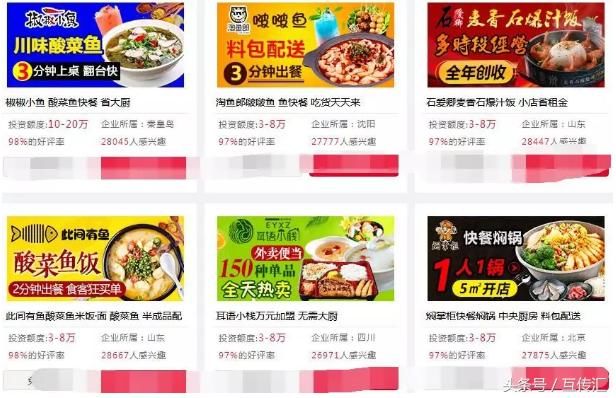 椒椒小鱼
川味酸菜鱼
3分钟上桌 翻台快
椒椒小鱼 酸菜鱼快餐 省大厨
投资额度:10-20万 企业所属:秦皇岛
98%的好评率 28045人感兴趣
淘鱼郎
啵啵鱼
料包配送
3分钟出餐
淘鱼郎啵啵鱼 鱼快餐 吃货天天来
投资额度:3-8万 企业所属:沈阳
97%的好评率 27777人感兴趣
石爱卿
麦香石爆汁饭
多時段經營
全年创收
石爱卿麦香石爆汁饭 小店省租金
投资额度:3-8万 企业所属:山东
97%的好评率 28447人感兴趣
此间有鱼
酸菜鱼饭
2分钟出餐 食客狂买单
此间有鱼酸菜鱼米饭·面 酸菜鱼 半成品配
投资额度:3-8万 企业所属:山东
98%的好评率 28667人感兴趣
EYXZ
耳语小栈
外卖便当
150种单品
全天热卖
耳语小栈万元加盟 无需大厨
投资额度:3-8万 企业所属:四川
97%的好评率 26971人感兴趣
焖掌柜
快餐焖锅
1人1锅
5㎡开店
焖掌柜快餐焖锅 中央厨房 料包配送
投资额度:3-8万 企业所属:北京
97%的好评率 27875人感兴趣
头条号 / 互传汇